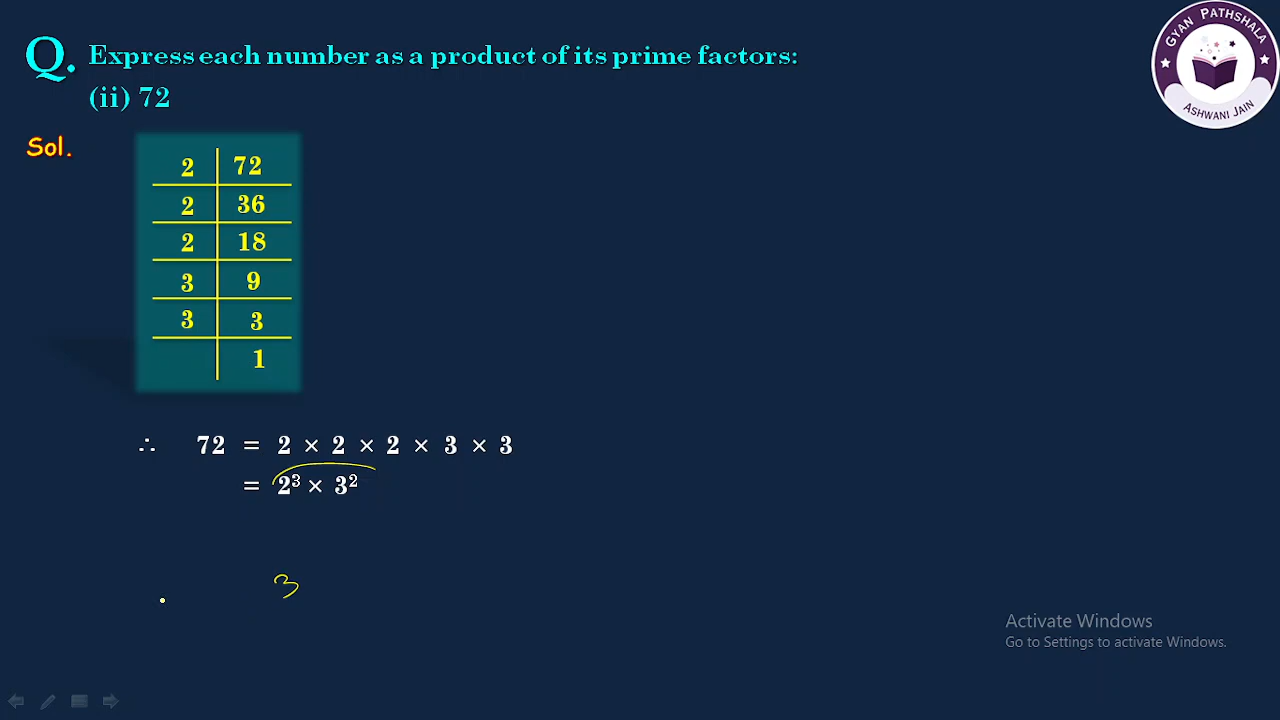 Q. Express each number as a product of its prime factors:
(ii) 72
GYAN PATHSHALA
ASHWANI JAIN
Sol.
2 72
2 36
2 18
3 9
3 3
1
∴ 72 = 2 × 2 × 2 × 3 × 3
= 2³ × 3²
3
Activate Windows
Go to Settings to activate Windows.